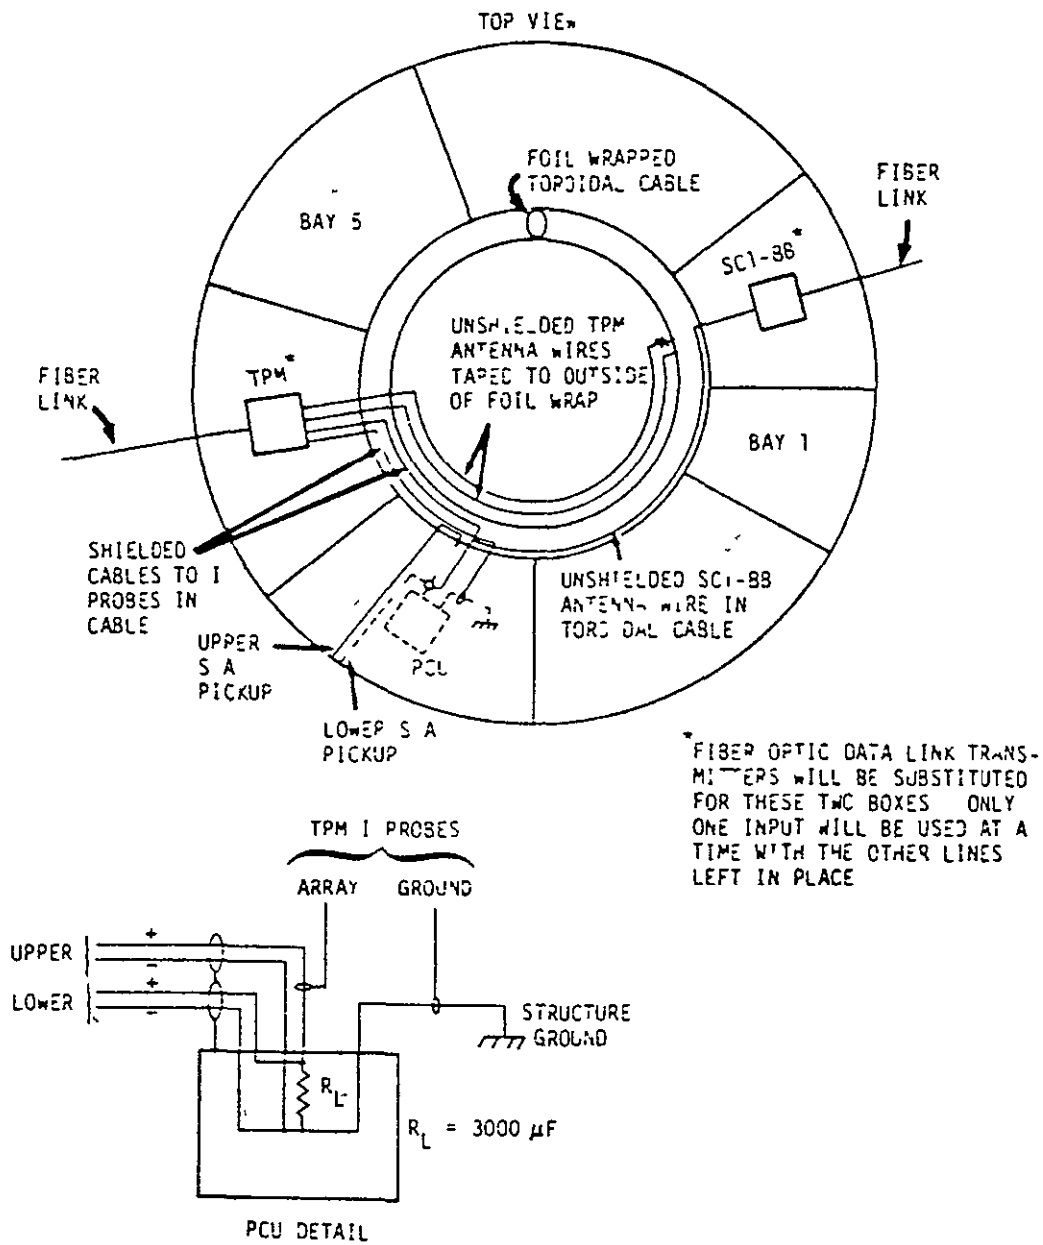 TOP VIEW
FOIL WRAPPED
TOROIDAL CABLE
FIBER
LINK
BAY 5
SC1-8B*
UNSHIELDED TPM
ANTENNA WIRES
TAPED TO OUTSIDE
OF FOIL WRAP
TPM*
FIBER
LINK
BAY 1
SHIELDED
CABLES TO I
PROBES IN
CABLE
UNSHIELDED SC1-8B
ANTENNA WIRE IN
TOROIDAL CABLE
UPPER
S A
PICKUP
PCU
LOWER S A
PICKUP
*FIBER OPTIC DATA LINK TRANS-
MITTERS WILL BE SUBSTITUTED
FOR THESE TWO BOXES ONLY
ONE INPUT WILL BE USED AT A
TIME WITH THE OTHER LINES
LEFT IN PLACE
TPM I PROBES
ARRAY GROUND
UPPER + -
LOWER + -
STRUCTURE
GROUND
R_L
R_L = 3000 µF
PCU DETAIL